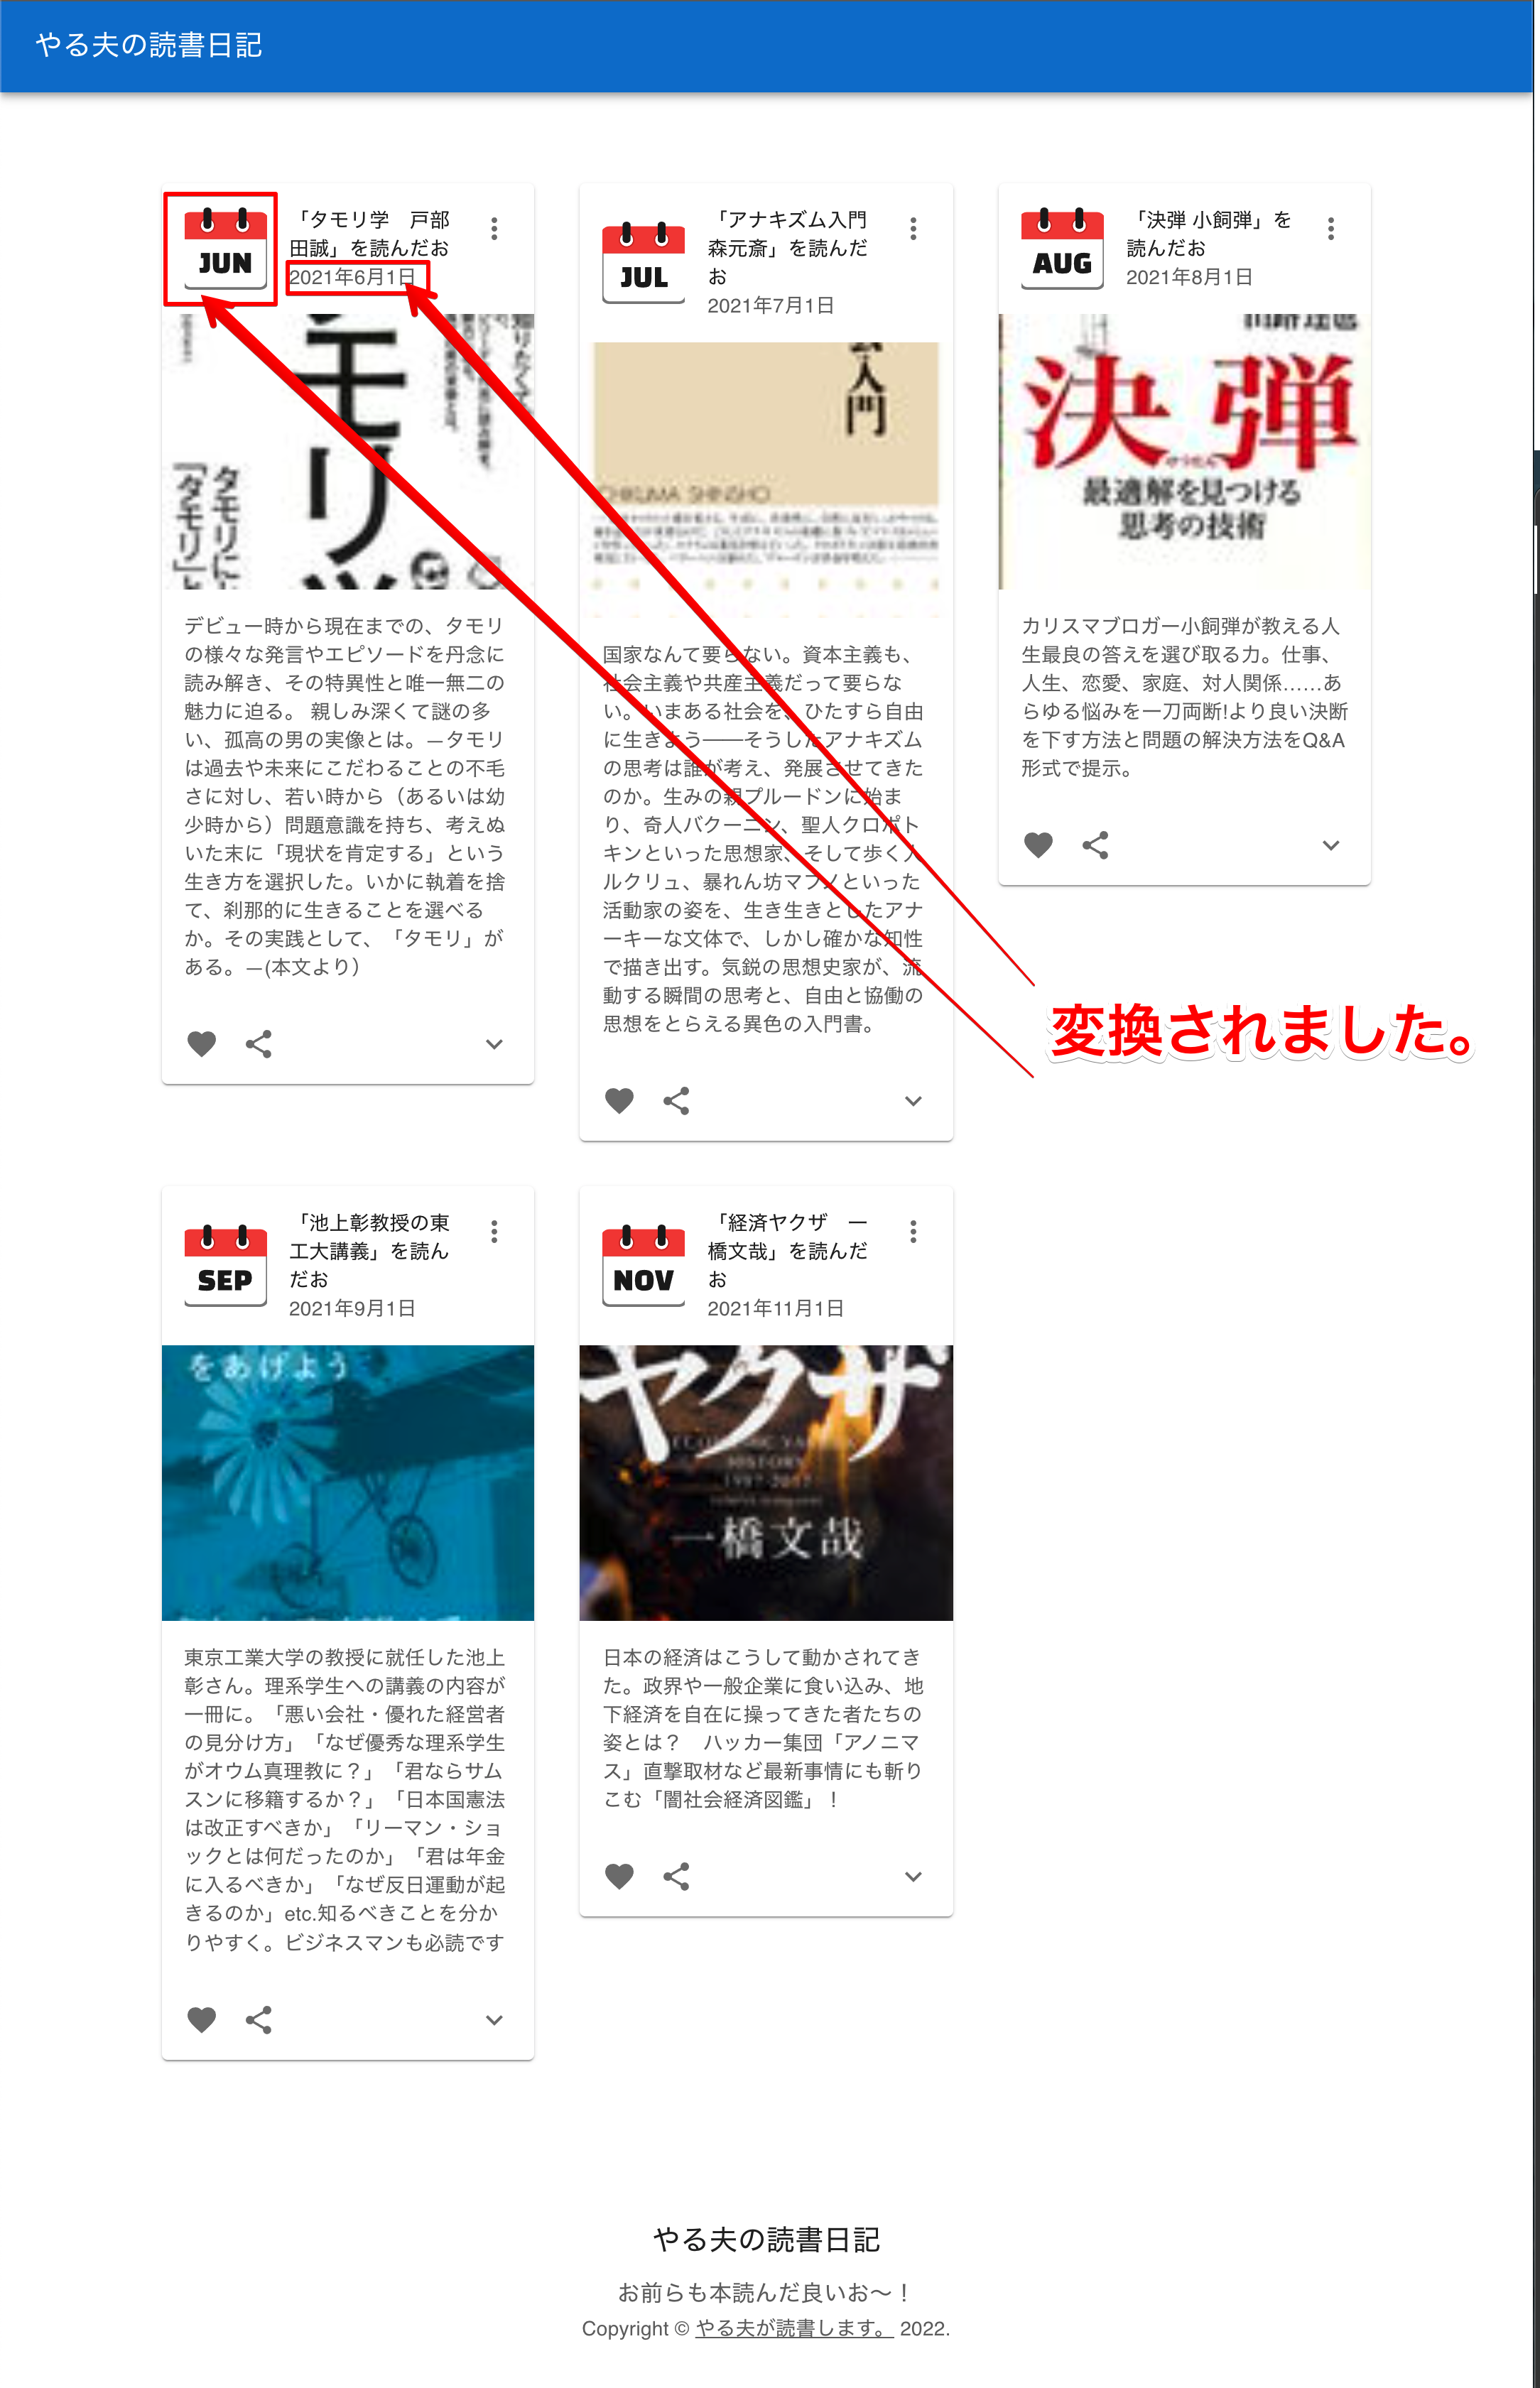 やる夫の読書日記
JUN
「タモリ学　戸部
田誠」を読んだお
2021年6月1日
モリ
タモリに
「タモリ」と
デビュー時から現在までの、タモリ
の様々な発言やエピソードを丹念に
読み解き、その特異性と唯一無二の
魅力に迫る。 親しみ深くて謎の多
い、孤高の男の実像とは。—タモリ
は過去や未来にこだわることの不毛
さに対し、若い時から（あるいは幼
少時から）問題意識を持ち、考えぬ
いた末に「現状を肯定する」という
生き方を選択した。いかに執着を捨
て、刹那的に生きることを選べる
か。その実践として、「タモリ」が
ある。—(本文より）
JUL
「アナキズム入門
森元斎」を読んだ
お
2021年7月1日
入門
CHIKUMA SHINSHO
国家なんて要らない。資本主義も、
社会主義や共産主義だって要らな
い。いまある社会を、ひたすら自由
に生きよう——そうしたアナキズム
の思考は誰が考え、発展させてきた
のか。生みの親プルードンに始ま
り、奇人バクーニン、聖人クロポト
キンといった思想家、そして歩く人
ルクリュ、暴れん坊マフノといった
活動家の姿を、生き生きとしたアナ
ーキーな文体で、しかし確かな知性
で描き出す。気鋭の思想史家が、流
動する瞬間の思考と、自由と協働の
思想をとらえる異色の入門書。
AUG
「決弾 小飼弾」を
読んだお
2021年8月1日
決弾
けつだん
最適解を見つける
思考の技術
カリスマブロガー小飼弾が教える人
生最良の答えを選び取る力。仕事、
人生、恋愛、家庭、対人関係……あ
らゆる悩みを一刀両断!より良い決断
を下す方法と問題の解決方法をQ&A
形式で提示。
変換されました。
SEP
「池上彰教授の東
工大講義」を読ん
だお
2021年9月1日
をあげよう
東京工業大学の教授に就任した池上
彰さん。理系学生への講義の内容が
一冊に。「悪い会社・優れた経営者
の見分け方」「なぜ優秀な理系学生
がオウム真理教に？」「君ならサム
スンに移籍するか？」「日本国憲法
は改正すべきか」「リーマン・ショ
ックとは何だったのか」「君は年金
に入るべきか」「なぜ反日運動が起
きるのか」etc.知るべきことを分か
りやすく。ビジネスマンも必読です
NOV
「経済ヤクザ　一
橋文哉」を読んだ
お
2021年11月1日
ヤクザ
一橋文哉
日本の経済はこうして動かされてき
た。政界や一般企業に食い込み、地
下経済を自在に操ってきた者たちの
姿とは？　ハッカー集団「アノニマ
ス」直撃取材など最新事情にも斬り
こむ「闇社会経済図鑑」！
やる夫の読書日記
お前らも本読んだ良いお〜！
Copyright © やる夫が読書します。 2022.